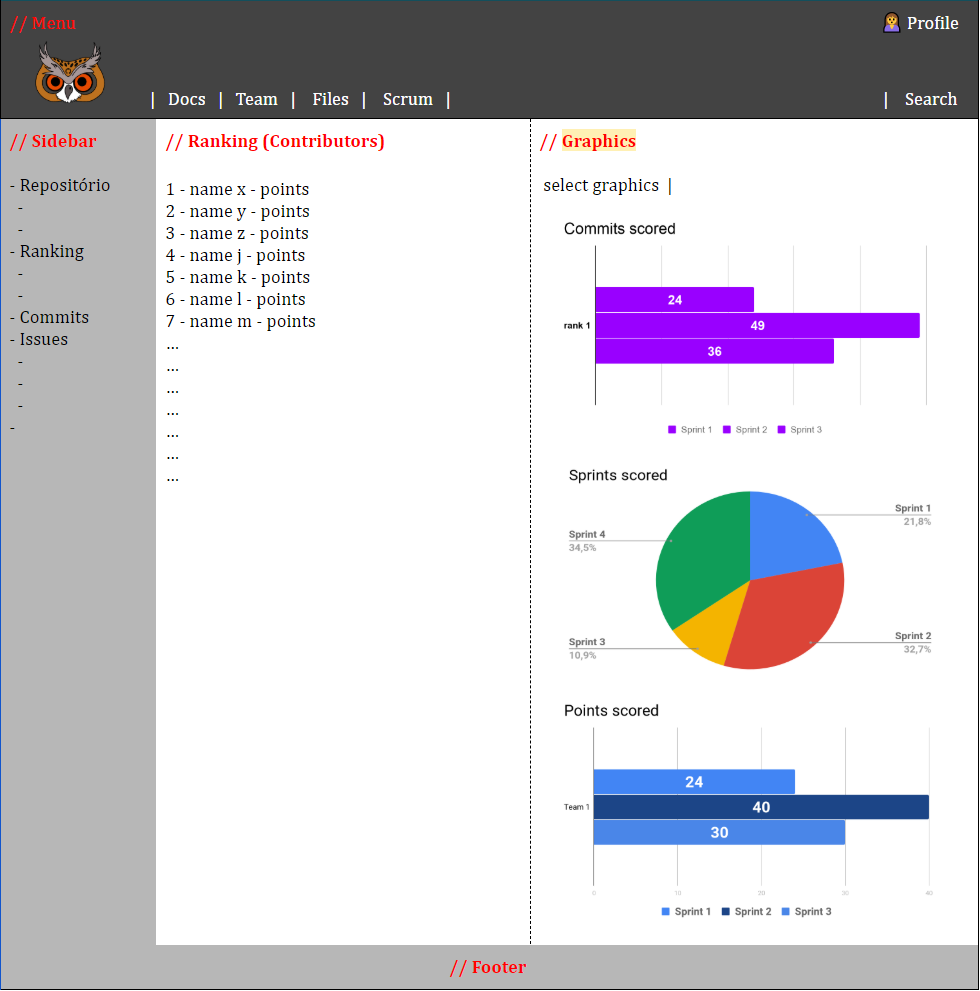 // Menu
Profile
| Docs | Team | Files | Scrum |
| Search
// Sidebar
- Repositório
-
-
- Ranking
-
-
- Commits
- Issues
-
-
-
-
// Ranking (Contributors)
1 - name x - points
2 - name y - points
3 - name z - points
4 - name j - points
5 - name k - points
6 - name l - points
7 - name m - points
...
...
...
...
...
...
...
// Graphics
select graphics |
Commits scored
24
rank 1
49
36
Sprint 1 Sprint 2 Sprint 3
Sprints scored
Sprint 1
21,8%
Sprint 4
34,5%
Sprint 2
32,7%
Sprint 3
10,9%
Points scored
24
Team 1
40
30
0 10 20 30 40
Sprint 1 Sprint 2 Sprint 3
// Footer